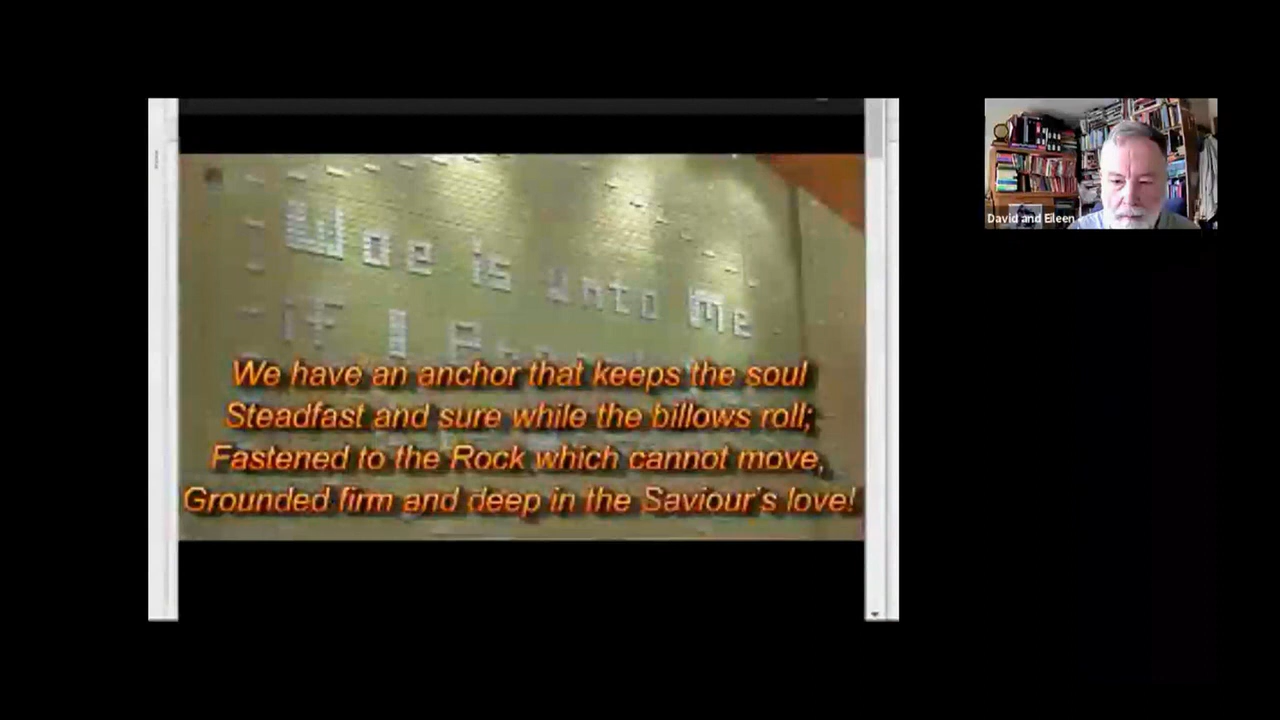 Woe is unto Me
if I
We have an anchor that keeps the soul
Steadfast and sure while the billows roll;
Fastened to the Rock which cannot move,
Grounded firm and deep in the Saviour's love!
David and Eileen